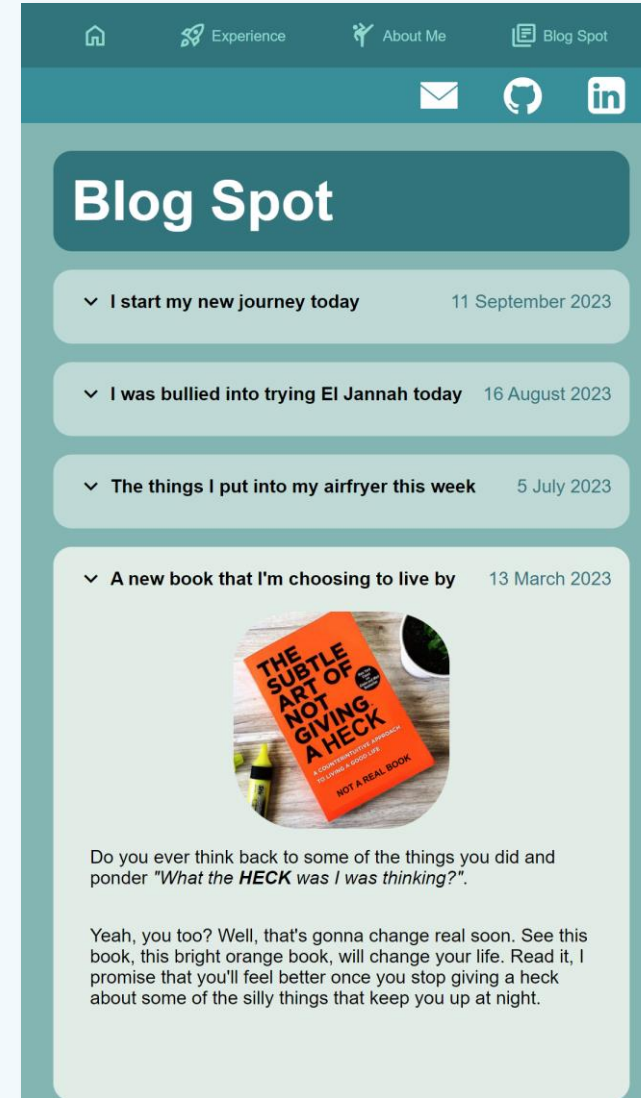 Experience
About Me
Blog Spot
in
Blog Spot
I start my new journey today 11 September 2023
I was bullied into trying El Jannah today 16 August 2023
The things I put into my airfryer this week 5 July 2023
A new book that I'm choosing to live by 13 March 2023
THE
SUBTLE
ART OF
NOT
GIVING
A HECK
A COUNTERINTUITIVE APPROACH
TO LIVING A GOOD LIFE
NOT A REAL BOOK
Do you ever think back to some of the things you did and
ponder "What the HECK was I was thinking?".
Yeah, you too? Well, that's gonna change real soon. See this
book, this bright orange book, will change your life. Read it, I
promise that you'll feel better once you stop giving a heck
about some of the silly things that keep you up at night.